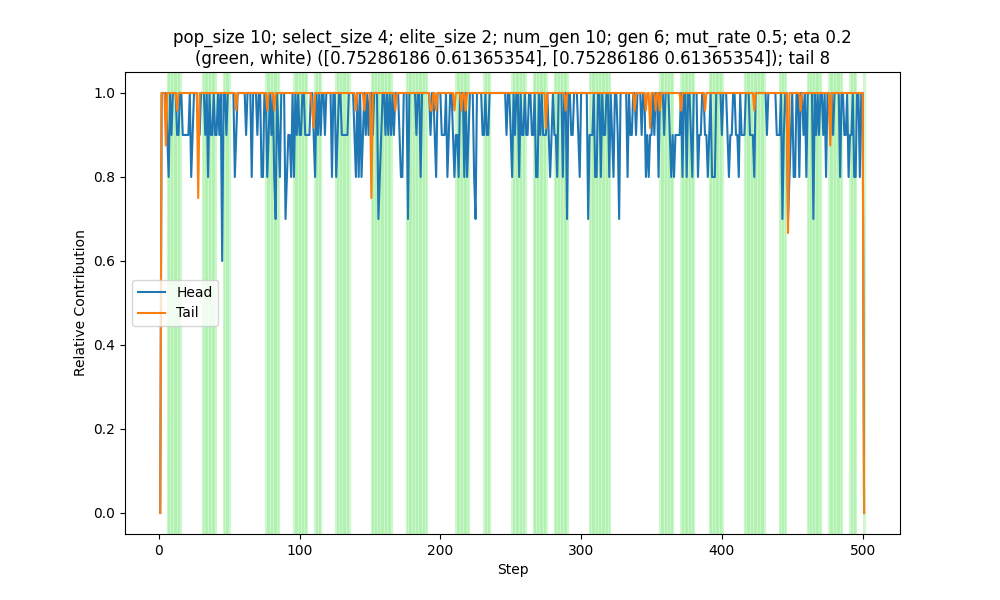 pop_size 10; select_size 4; elite_size 2; num_gen 10; gen 6; mut_rate 0.5; eta 0.2
(green, white) ([0.75286186 0.61365354], [0.75286186 0.61365354]); tail 8
1.0
0.8
0.6
0.4
0.2
0.0
Relative Contribution
Head
Tail
0
100
200
300
400
500
Step